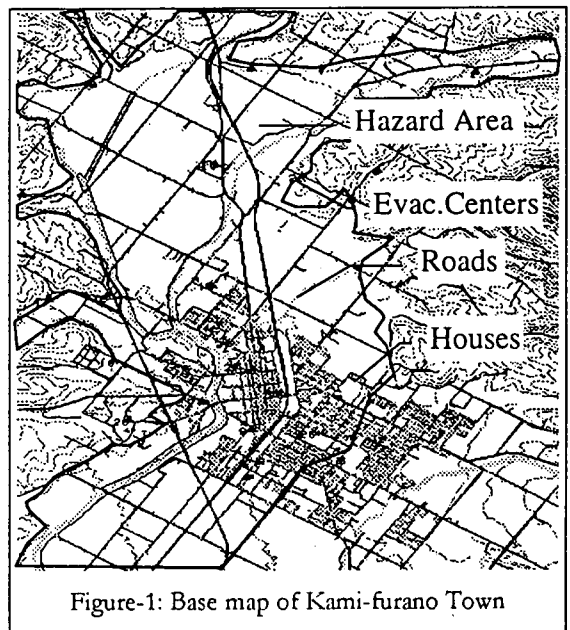 Hazard Area
Evac.Centers
Roads
Houses
Figure-1: Base map of Kami-furano Town